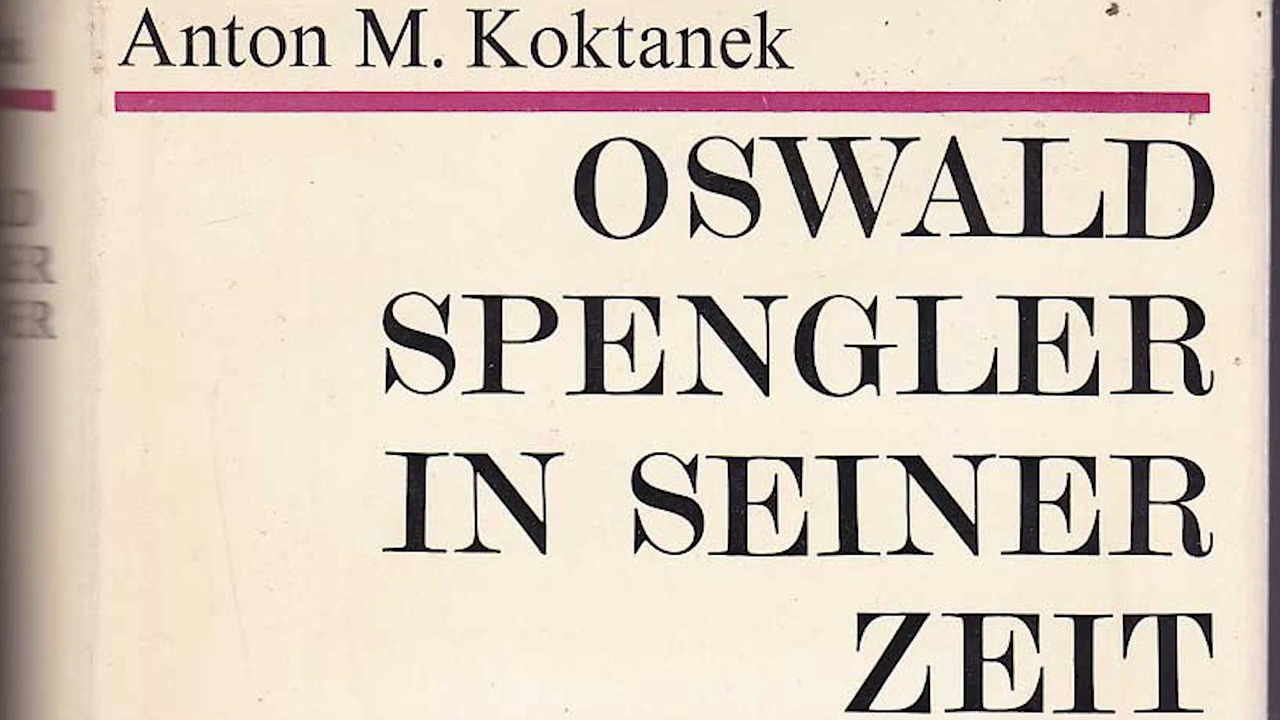 Anton M. Koktanek
OSWALD
SPENGLER
IN SEINER
ZEIT